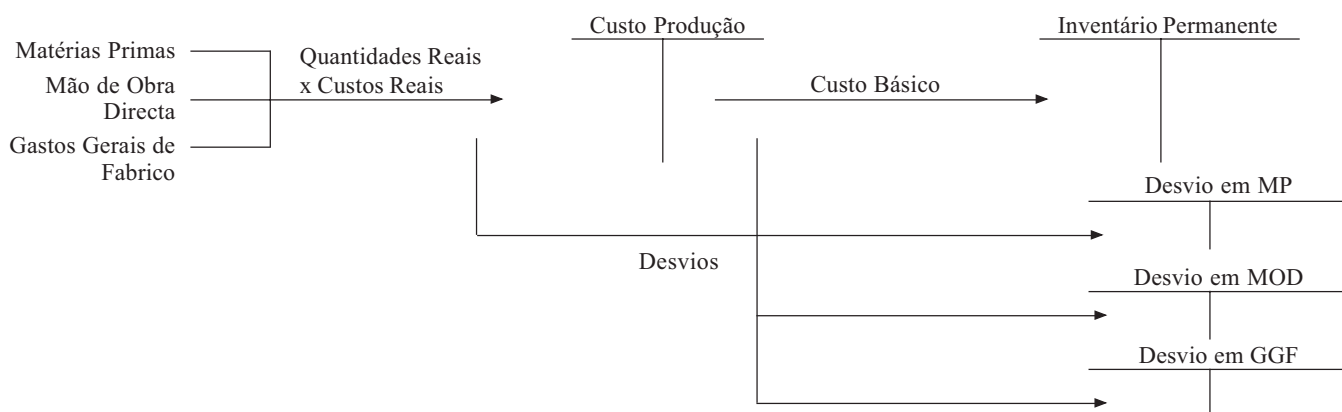 Custo Produção
Inventário Permanente
Matérias Primas
Mão de Obra
Directa
Gastos Gerais de
Fabrico
Quantidades Reais
x Custos Reais
Custo Básico
Desvio em MP
Desvios
Desvio em MOD
Desvio em GGF